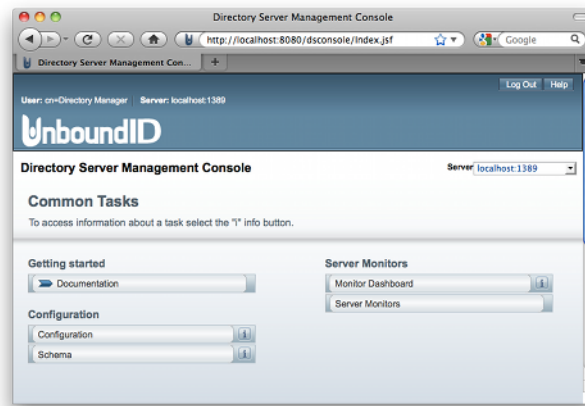 Directory Server Management Console
http://localhost:8080/dsconsole/Index.jsf
Google
Directory Server Management Con...
Log Out Help
User: cn=Directory Manager Server: localhost:1389
UnboundID
Directory Server Management Console
Server localhost:1389
Common Tasks
To access information about a task select the "i" info button.
Getting started
Documentation
Configuration
Configuration i
Schema i
Server Monitors
Monitor Dashboard i
Server Monitors